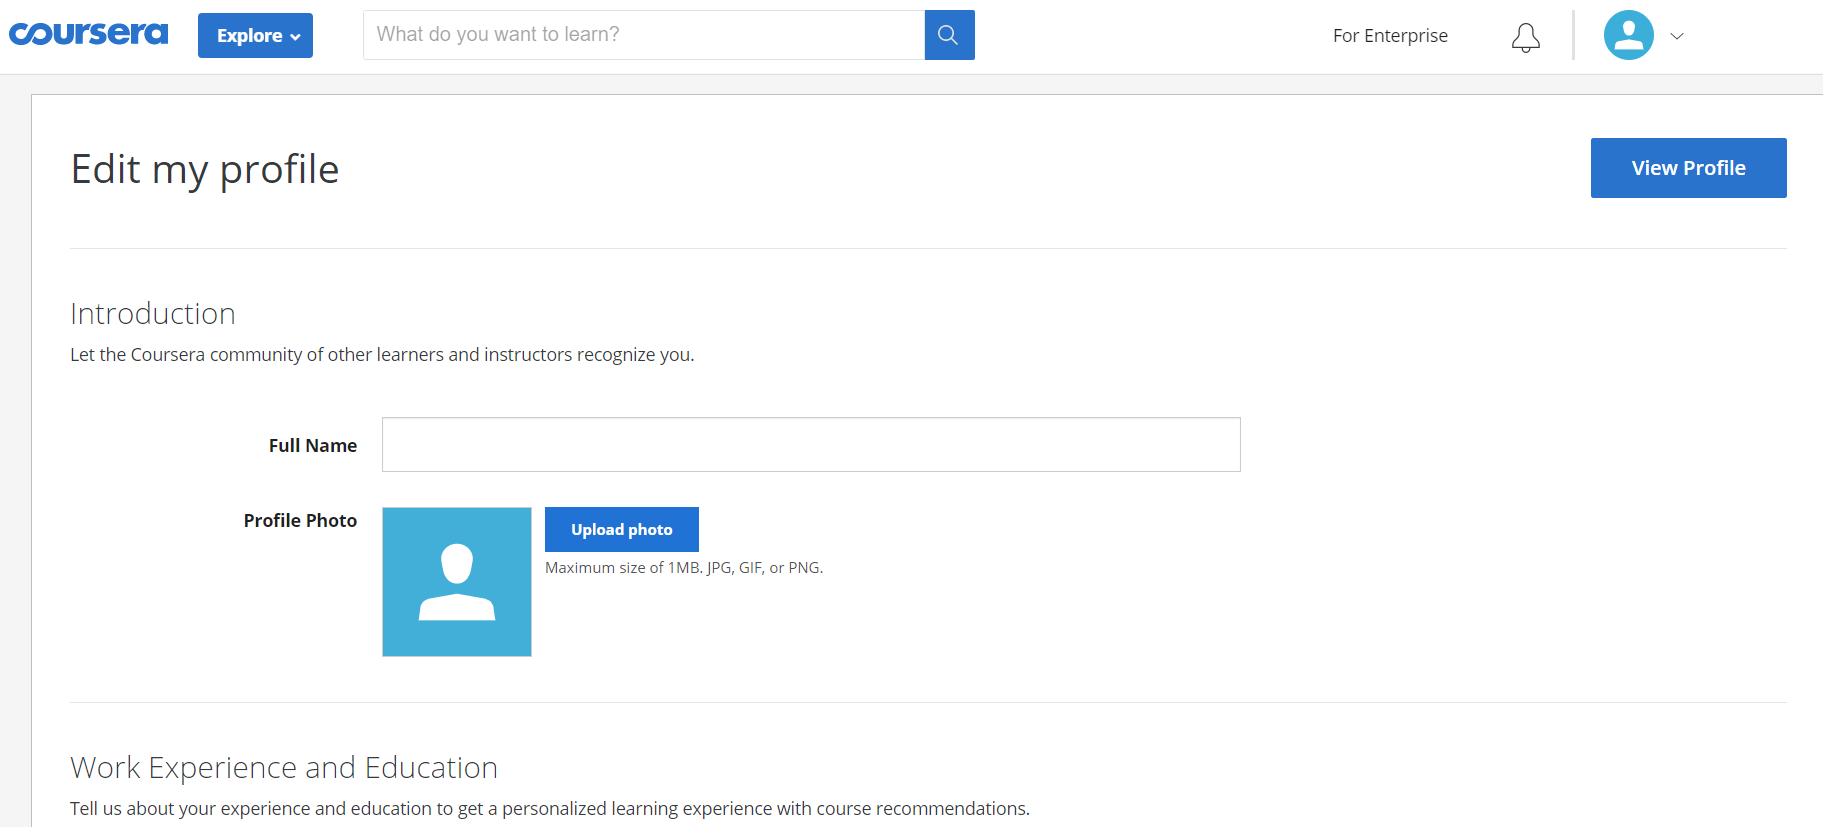 coursera
Explore
What do you want to learn?
For Enterprise
Edit my profile
View Profile
Introduction
Let the Coursera community of other learners and instructors recognize you.
Full Name
Profile Photo
Upload photo
Maximum size of 1MB. JPG, GIF, or PNG.
Work Experience and Education
Tell us about your experience and education to get a personalized learning experience with course recommendations.